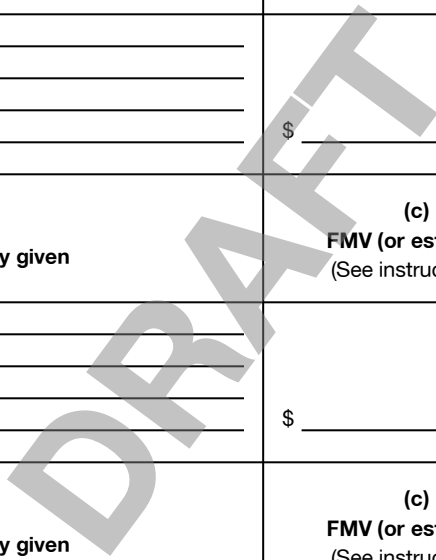 $
(c)
FMV (or est
y given
(See instruc
$
(c)
FMV (or est
y given
(See instruc
DRAFT